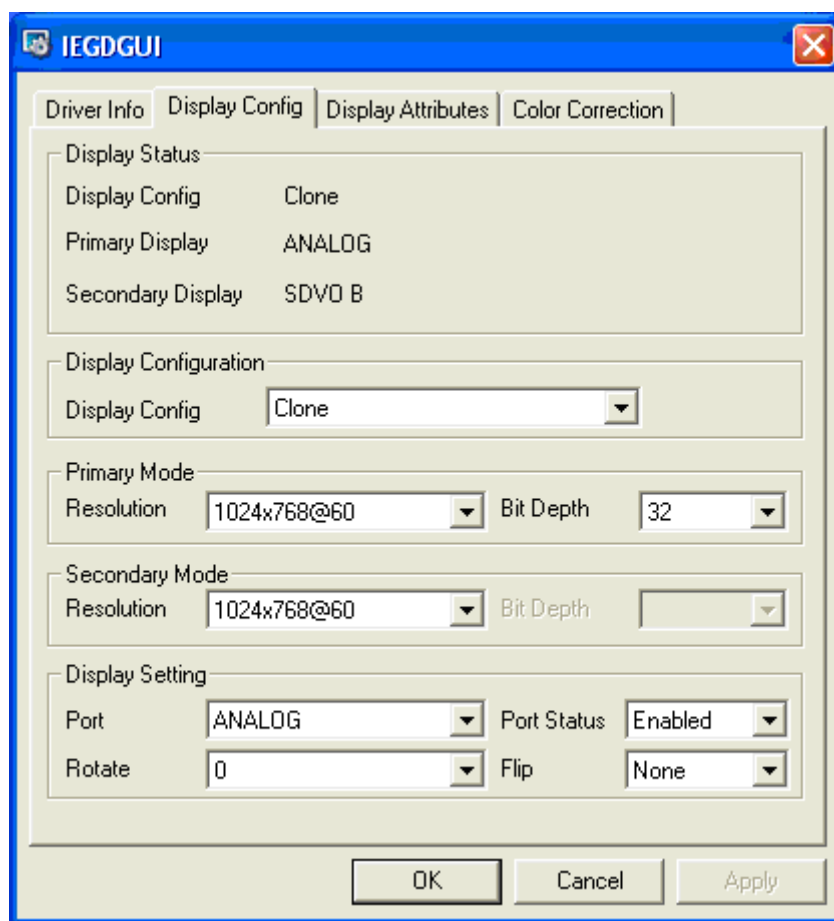 IEGDGUI
Driver Info Display Config Display Attributes Color Correction
Display Status
Display Config Clone
Primary Display ANALOG
Secondary Display SDVO B
Display Configuration
Display Config Clone
Primary Mode
Resolution 1024x768@60 Bit Depth 32
Secondary Mode
Resolution 1024x768@60 Bit Depth
Display Setting
Port ANALOG Port Status Enabled
Rotate 0 Flip None
OK Cancel Apply